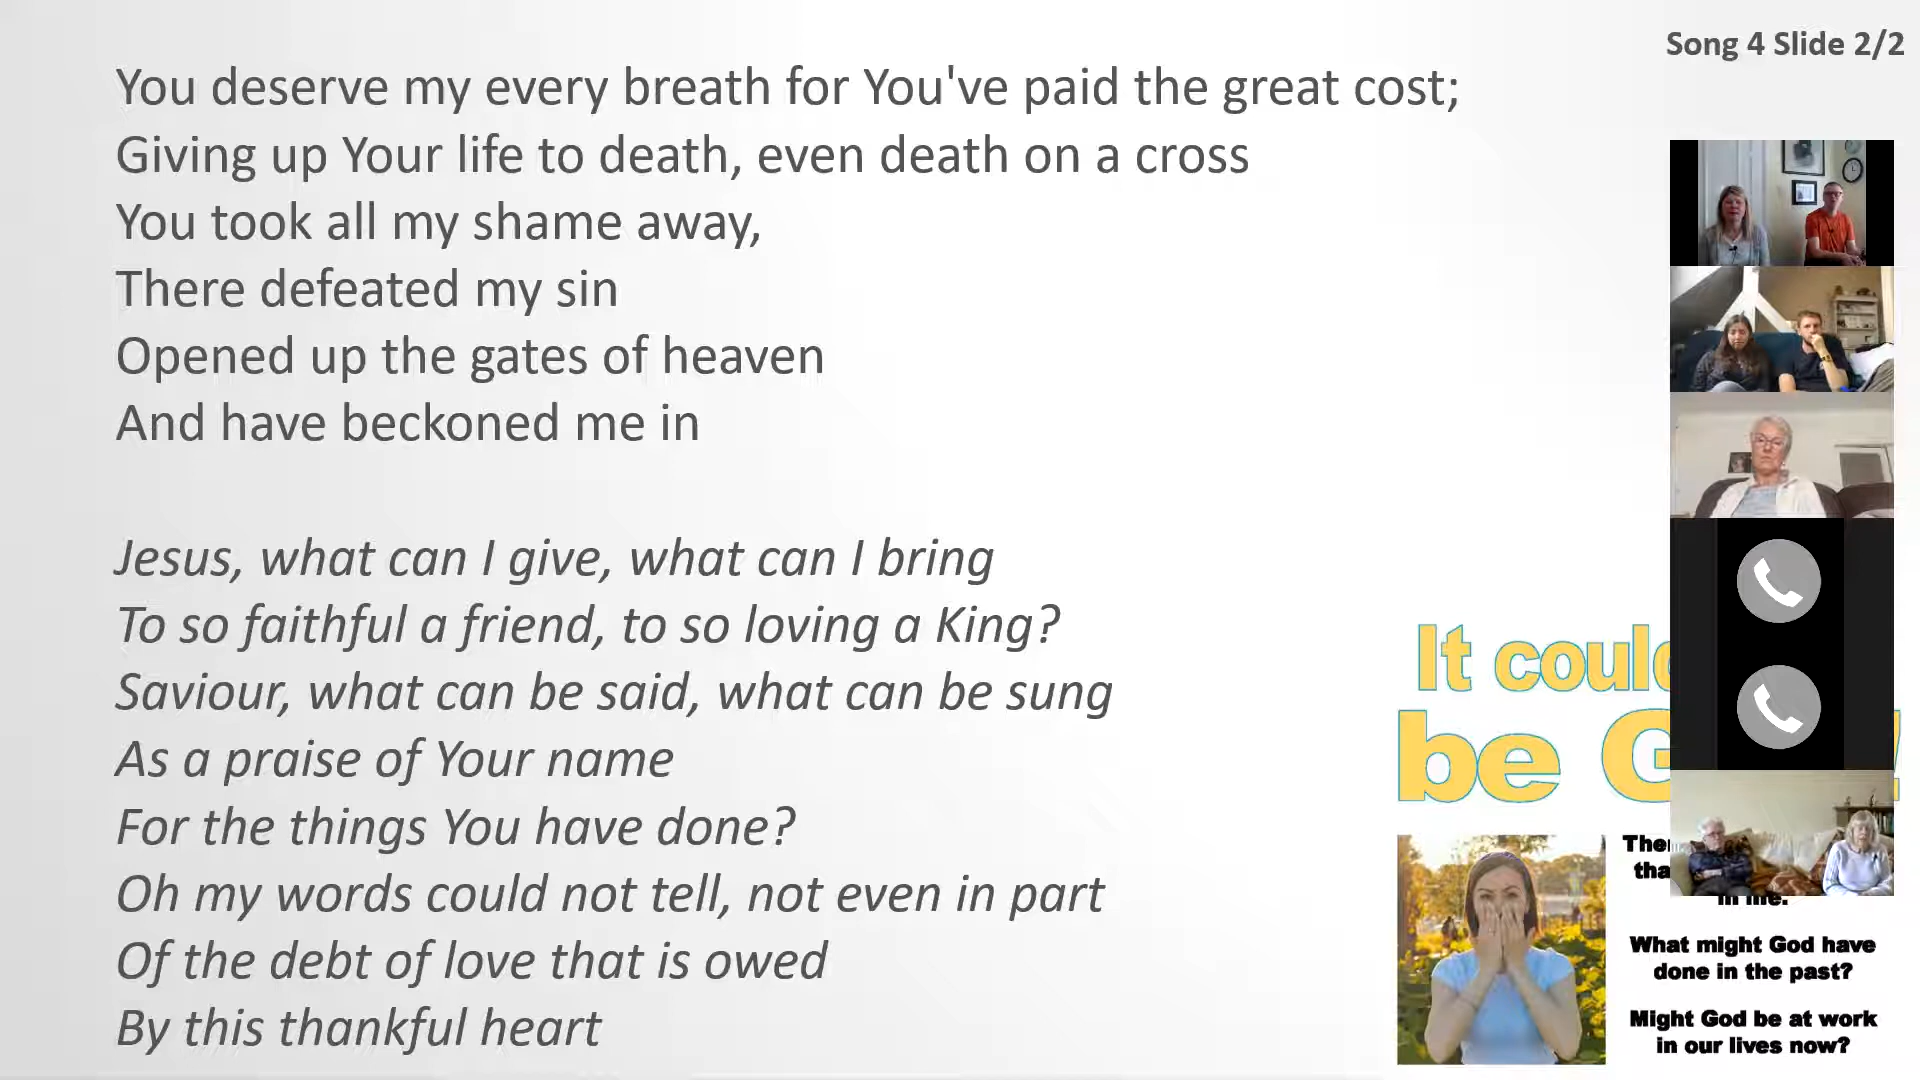 Song 4 Slide 2/2
You deserve my every breath for You've paid the great cost;
Giving up Your life to death, even death on a cross
You took all my shame away,
There defeated my sin
Opened up the gates of heaven
And have beckoned me in
Jesus, what can I give, what can I bring
To so faithful a friend, to so loving a King?
Saviour, what can be said, what can be sung
As a praise of Your name
For the things You have done?
Oh my words could not tell, not even in part
Of the debt of love that is owed
By this thankful heart
It
be
What might God have
done in the past?
Might God be at work
in our lives now?